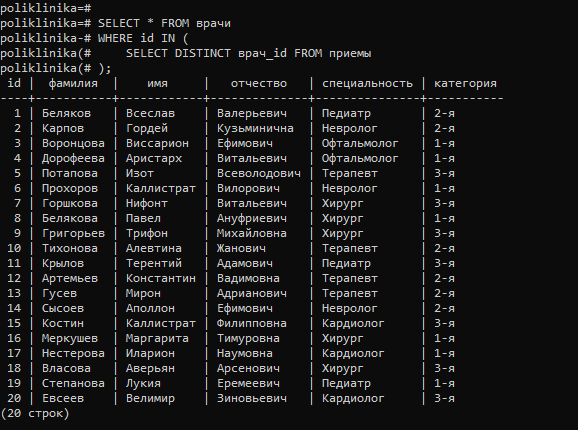 poliklinika=#
poliklinika=# SELECT * FROM врачи
poliklinika-# WHERE id IN (
poliklinika(#     SELECT DISTINCT врач_id FROM приемы
poliklinika(# );
 id |  фамилия  |    имя    |   отчество   | специальность | категория
----+-----------+-----------+--------------+---------------+-----------
  1 | Беляков   | Всеслав   | Валерьевич   | Педиатр       | 2-я
  2 | Карпов    | Гордей    | Кузьминична  | Невролог      | 2-я
  3 | Воронцова | Виссарион | Ефимович     | Офтальмолог   | 1-я
  4 | Дорофеева | Аристарх  | Витальевич   | Офтальмолог   | 1-я
  5 | Потапова  | Изот      | Всеволодович | Терапевт      | 3-я
  6 | Прохоров  | Каллистрат | Вилорович    | Невролог      | 1-я
  7 | Горшкова  | Нифонт    | Витальевич   | Хирург        | 3-я
  8 | Белякова  | Павел     | Ануфриевич   | Хирург        | 1-я
  9 | Григорьев | Трифон    | Михайловна   | Хирург        | 3-я
 10 | Тихонова  | Алевтина  | Жанович      | Терапевт      | 2-я
 11 | Крылов    | Терентий  | Адамович     | Педиатр       | 3-я
 12 | Артемьев  | Константин | Вадимовна    | Терапевт      | 2-я
 13 | Гусев     | Мирон     | Адрианович   | Терапевт      | 2-я
 14 | Сысоев    | Аполлон   | Ефимович     | Невролог      | 2-я
 15 | Костин    | Каллистрат | Филипповна   | Кардиолог     | 3-я
 16 | Меркушев  | Маргарита | Тимуровна    | Хирург        | 1-я
 17 | Нестерова | Иларион   | Наумовна     | Кардиолог     | 1-я
 18 | Власова   | Аверьян   | Арсенович    | Хирург        | 3-я
 19 | Степанова | Лукия     | Еремеевич    | Педиатр       | 1-я
 20 | Евсеев    | Велимир   | Зиновьевич   | Кардиолог     | 3-я
(20 строк)